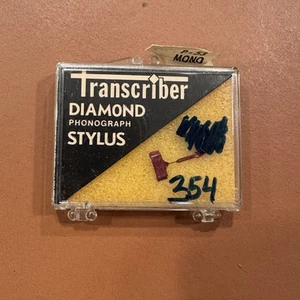 MONO
Transcriber
DIAMOND
PHONOGRAPH
STYLUS
354